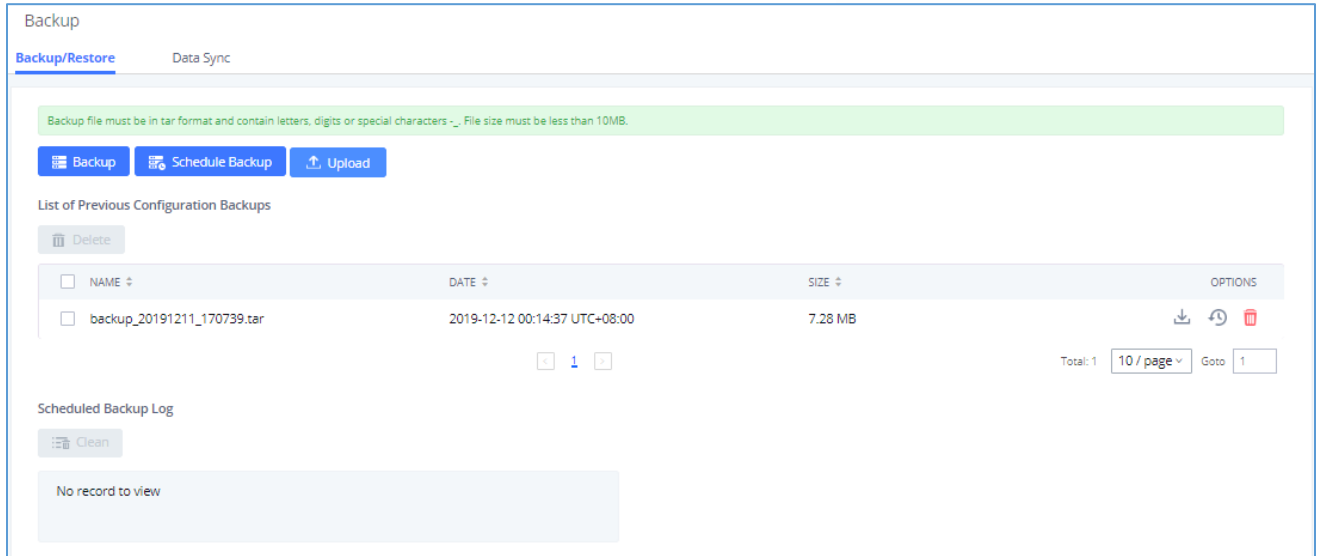 Backup
Backup/Restore Data Sync
Backup file must be in tar format and contain letters, digits or special characters -_. File size must be less than 10MB.
Backup Schedule Backup Upload
List of Previous Configuration Backups
Delete
NAME DATE SIZE OPTIONS
backup_20191211_170739.tar 2019-12-12 00:14:37 UTC+08:00 7.28 MB
< 1 > Total: 1 10 / page Goto 1
Scheduled Backup Log
Clean
No record to view